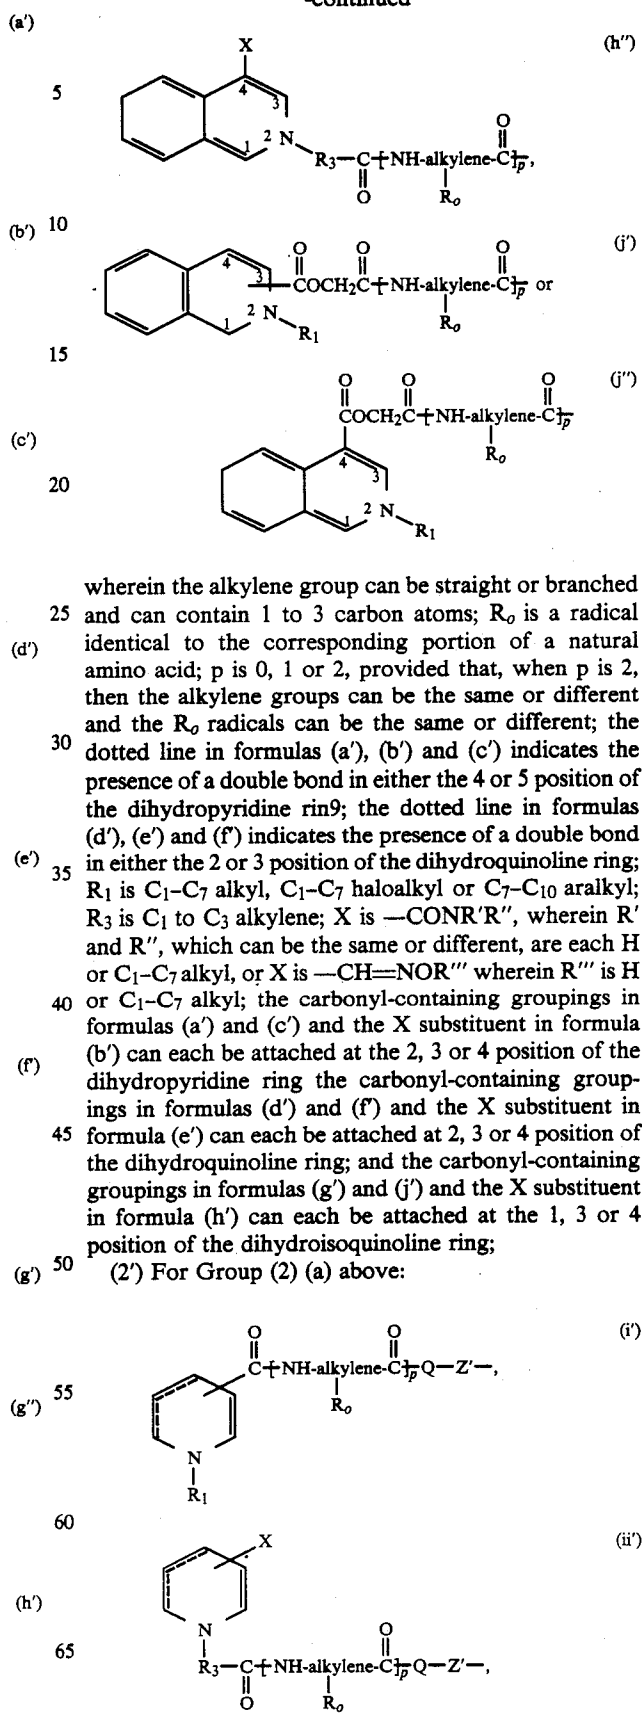 -continued
(a')
X
(h'')
5
4
3
1
2
N
R3—C—[NH-alkylene-C]p,
O
O
Ro
(b')
10
(j')
4
3
O
O
O
COCH2C—[NH-alkylene-C]p or
1
2
N
R1
Ro
15
(j'')
O
O
O
COCH2C—[NH-alkylene-C]p
Ro
(c')
20
4
3
1
2
N
R1
wherein the alkylene group can be straight or branched
25 and can contain 1 to 3 carbon atoms; Ro is a radical
(d') identical to the corresponding portion of a natural
amino acid; p is 0, 1 or 2, provided that, when p is 2,
then the alkylene groups can be the same or different
and the Ro radicals can be the same or different; the
30 dotted line in formulas (a'), (b') and (c') indicates the
presence of a double bond in either the 4 or 5 position of
the dihydropyridine rin9; the dotted line in formulas
(d'), (e') and (f') indicates the presence of a double bond
(e') 35 in either the 2 or 3 position of the dihydroquinoline ring;
R1 is C1–C7 alkyl, C1–C7 haloalkyl or C7–C10 aralkyl;
R3 is C1 to C3 alkylene; X is —CONR'R'', wherein R'
and R'', which can be the same or different, are each H
or C1–C7 alkyl, or X is —CH=NOR''' wherein R''' is H
40 or C1–C7 alkyl; the carbonyl-containing groupings in
formulas (a') and (c') and the X substituent in formula
(f') (b') can each be attached at the 2, 3 or 4 position of the
dihydropyridine ring the carbonyl-containing group-
ings in formulas (d') and (f') and the X substituent in
45 formula (e') can each be attached at 2, 3 or 4 position of
the dihydroquinoline ring; and the carbonyl-containing
groupings in formulas (g') and (j') and the X substituent
in formula (h') can each be attached at the 1, 3 or 4
position of the dihydroisoquinoline ring;
(g') 50 (2') For Group (2) (a) above:
(i')
O
O
C—[NH-alkylene-C]p Q—Z'—,
Ro
55
(g'')
N
R1
60
(ii')
X
(h')
N
65
R3—C—[NH-alkylene-C]p Q—Z'—,
O
O
Ro